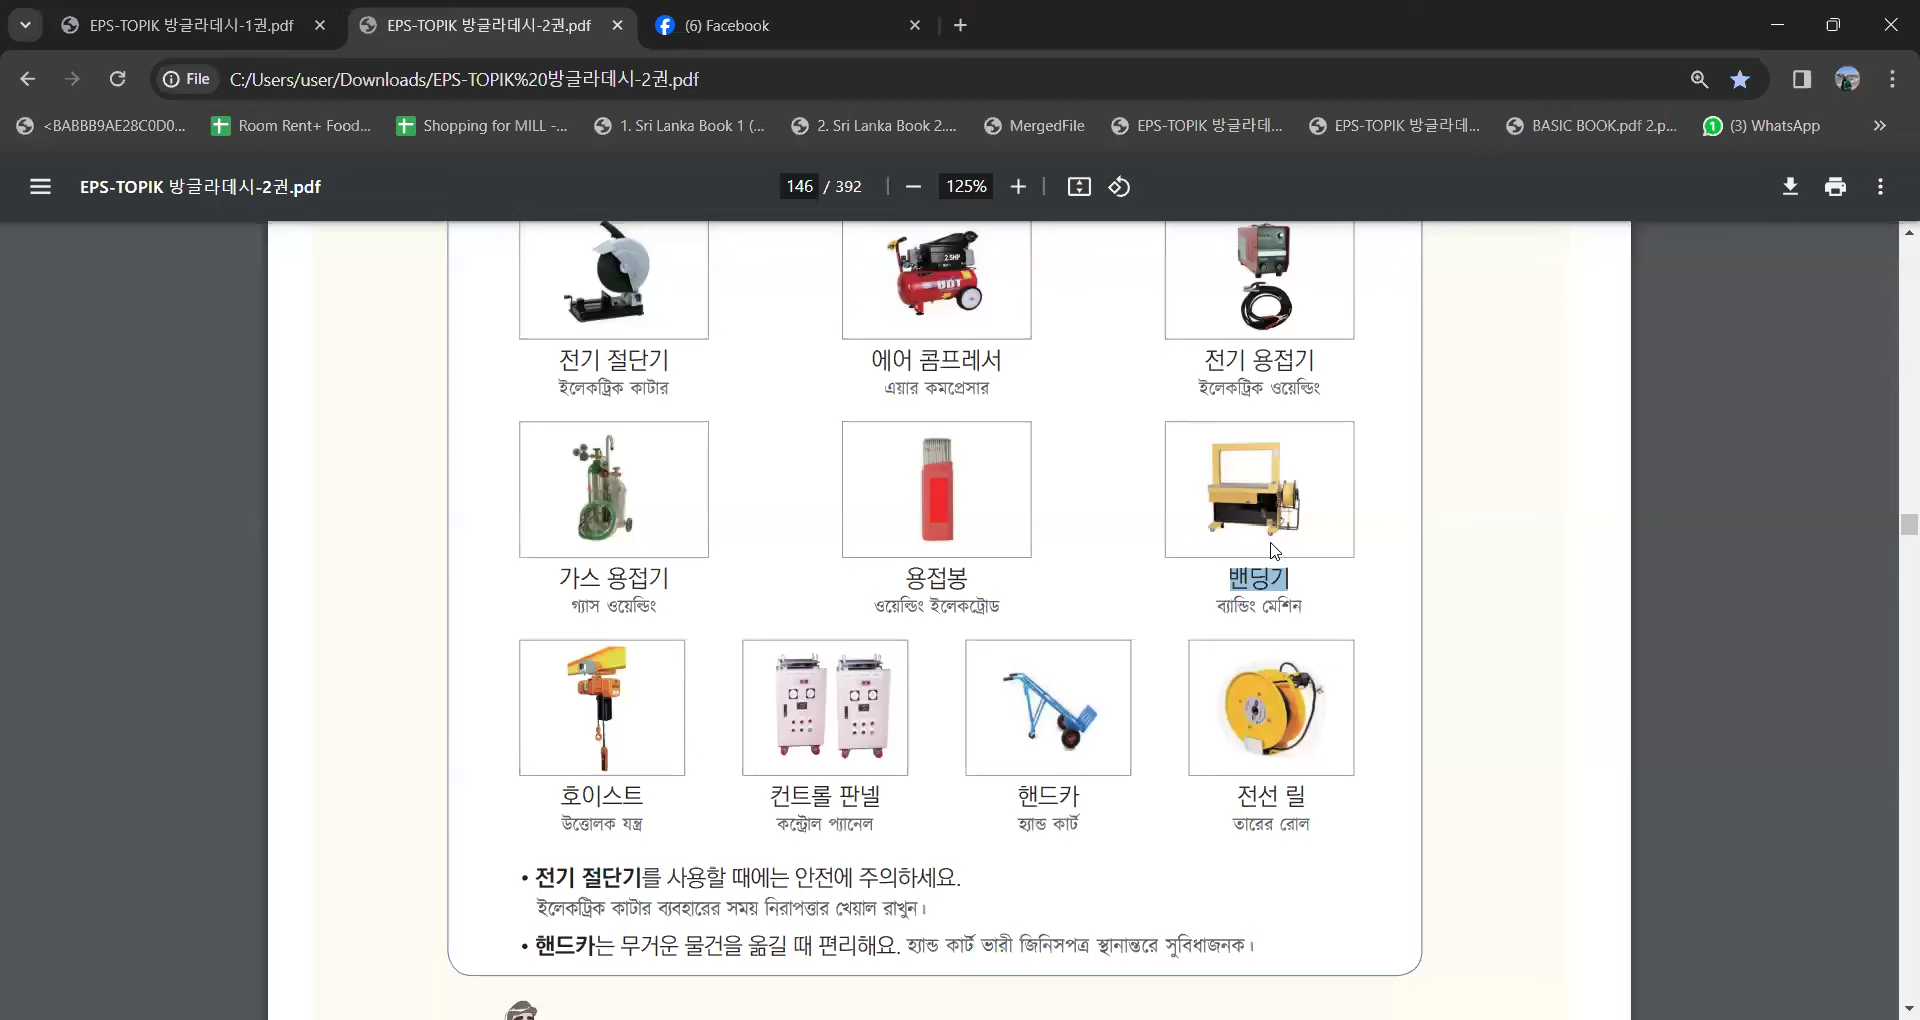 EPS-TOPIK 방글라데시-1권.pdf
EPS-TOPIK 방글라데시-2권.pdf
(6) Facebook
File
C:/Users/user/Downloads/EPS-TOPIK%20방글라데시-2권.pdf
<BABBB9AE28C0D0...
Room Rent+ Food...
Shopping for MILL -...
1. Sri Lanka Book 1 (...
2. Sri Lanka Book 2....
MergedFile
EPS-TOPIK 방글라데...
EPS-TOPIK 방글라데...
BASIC BOOK.pdf 2.p...
1
(3) WhatsApp
EPS-TOPIK 방글라데시-2권.pdf
146 / 392
125%
2.5HP
BDT
전기 절단기
에어 콤프레서
전기 용접기
ইলেকট্রিক কাটার
এয়ার কমপ্রেসার
ইলেকট্রিক ওয়েল্ডিং
가스 용접기
용접봉
밴딩기
গ্যাস ওয়েল্ডিং
ওয়েল্ডিং ইলেকট্রোড
ব্যান্ডিং মেশিন
호이스트
컨트롤 판넬
핸드카
전선 릴
উত্তোলক যন্ত্র
কন্ট্রোল প্যানেল
হ্যান্ড কার্ট
তারের রোল
• 전기 절단기를 사용할 때에는 안전에 주의하세요.
ইলেকট্রিক কাটার ব্যবহারের সময় নিরাপত্তার খেয়াল রাখুন।
• 핸드카는 무거운 물건을 옮길 때 편리해요. হ্যান্ড কার্ট ভারী জিনিসপত্র স্থানান্তরে সুবিধাজনক।